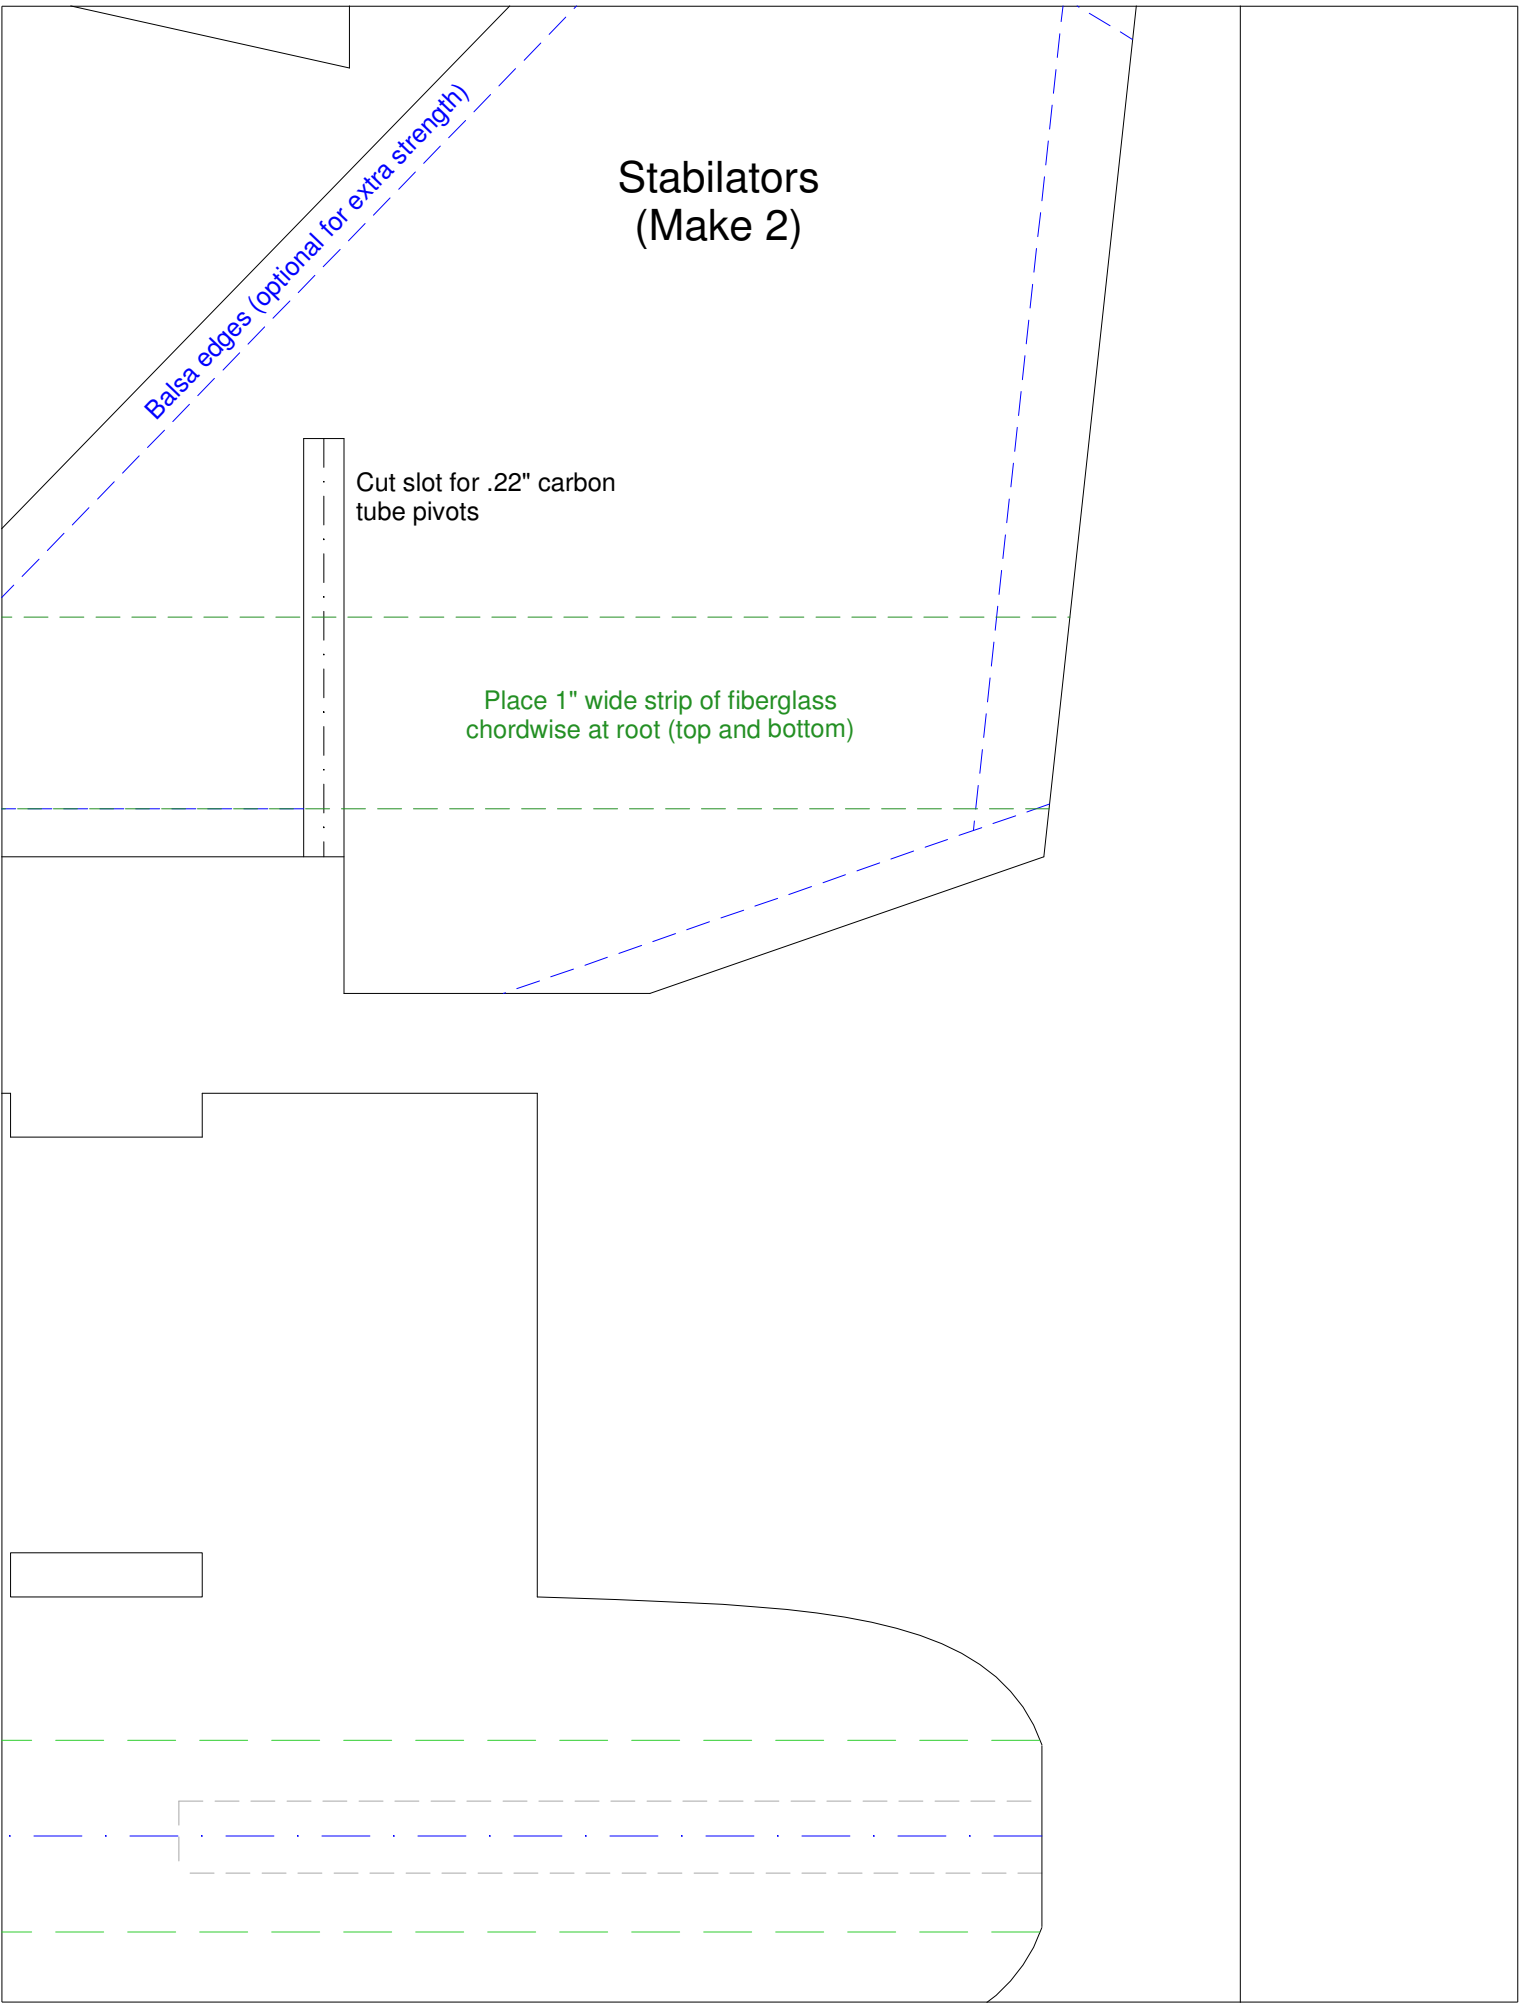 Stabilators
(Make 2)
Balsa edges (optional for extra strength)
Cut slot for .22" carbon
tube pivots
Place 1" wide strip of fiberglass
chordwise at root (top and bottom)